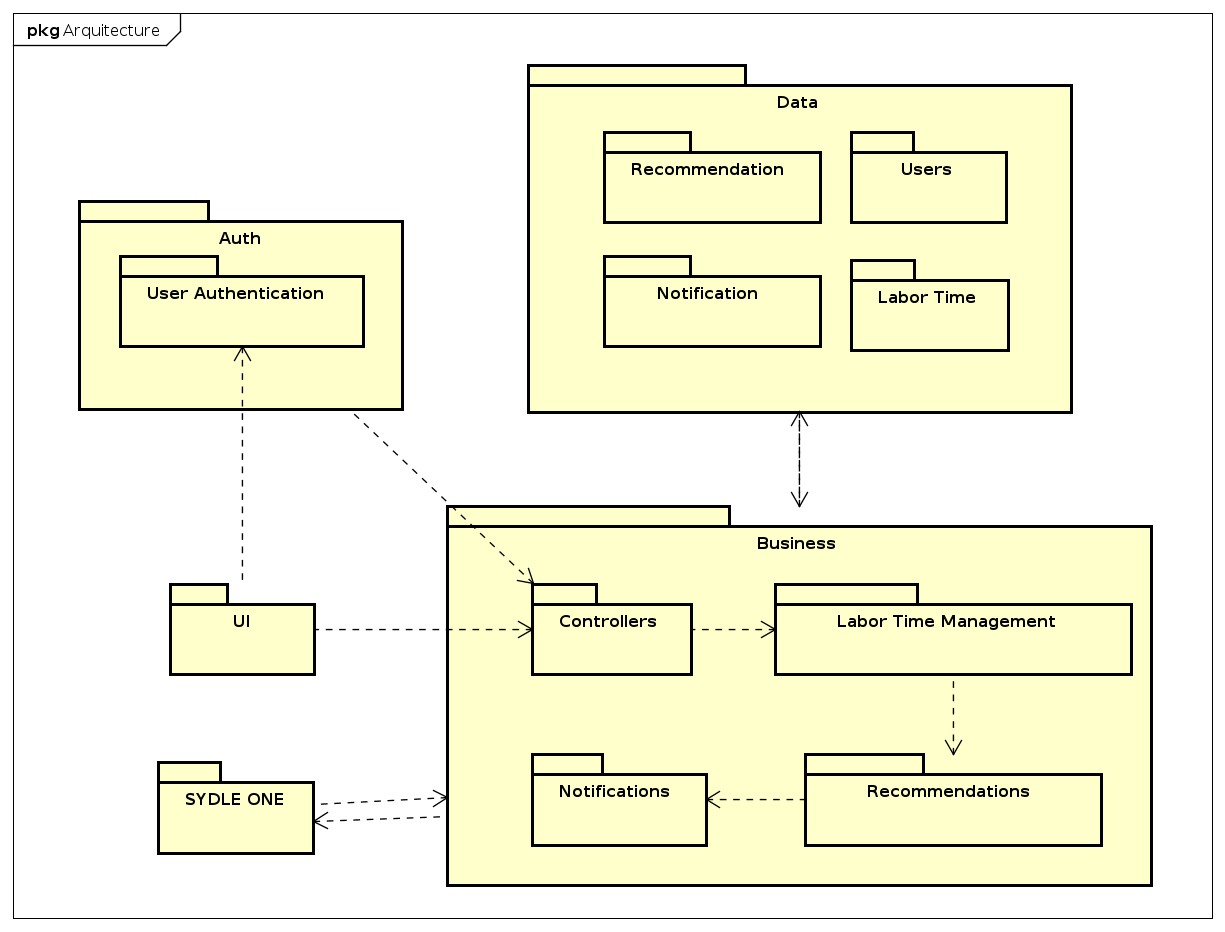 pkg Arquitecture
Data
Recommendation
Users
Auth
User Authentication
Notification
Labor Time
Business
UI
Controllers
Labor Time Management
SYDLE ONE
Notifications
Recommendations